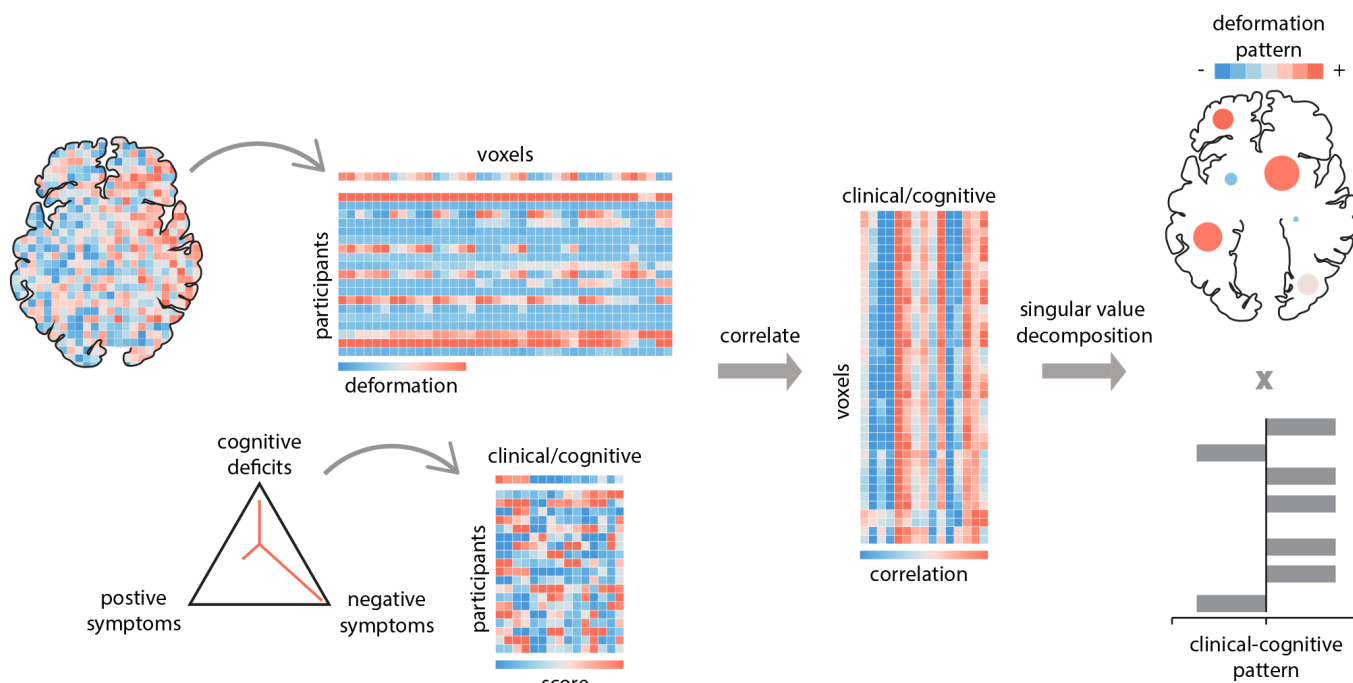 deformation
pattern
- +
voxels
participants
deformation
cognitive
deficits
postive
symptoms
negative
symptoms
clinical/cognitive
participants
score
correlate
clinical/cognitive
voxels
correlation
singular value
decomposition
x
clinical-cognitive
pattern